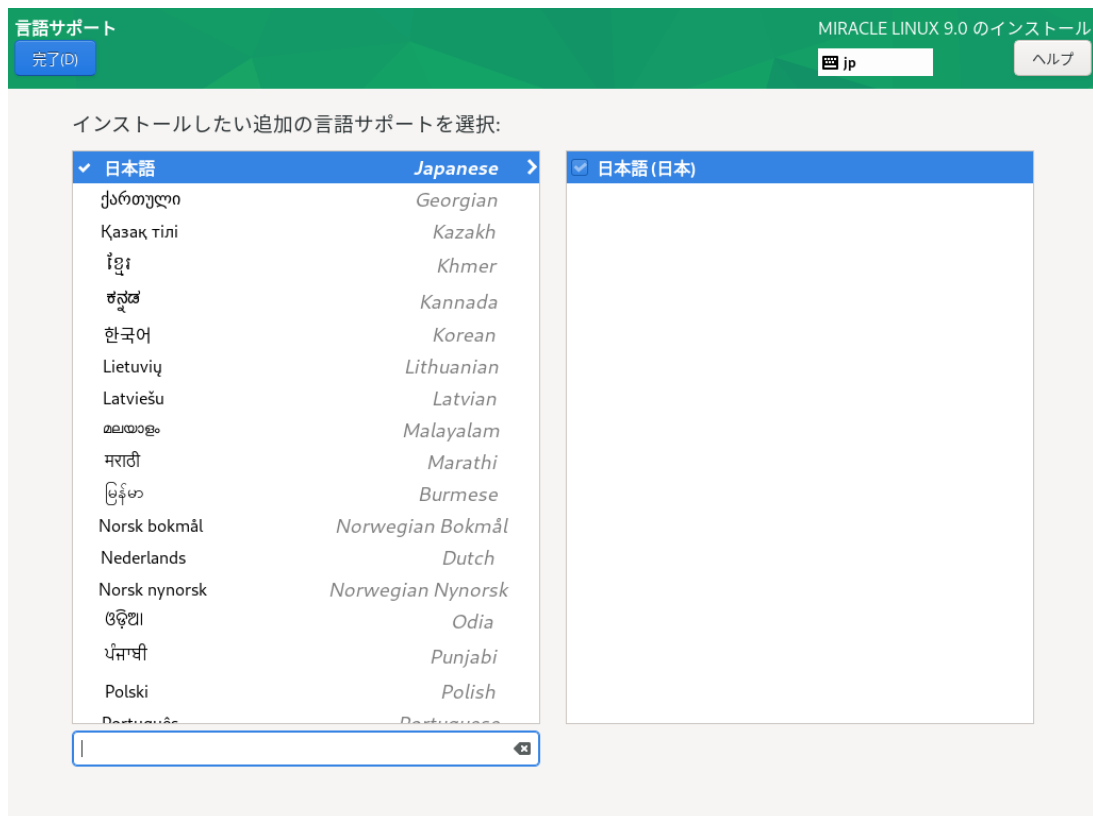 言語サポート
MIRACLE LINUX 9.0 のインストール
完了(D)
jp
ヘルプ
インストールしたい追加の言語サポートを選択:
日本語 Japanese
ქართული Georgian
Қазақ тілі Kazakh
ខ្មែរ Khmer
ಕನ್ನಡ Kannada
한국어 Korean
Lietuvių Lithuanian
Latviešu Latvian
മലയാളം Malayalam
मराठी Marathi
မြန်မာ Burmese
Norsk bokmål Norwegian Bokmål
Nederlands Dutch
Norsk nynorsk Norwegian Nynorsk
ଓଡ଼ିଆ Odia
ਪੰਜਾਬੀ Punjabi
Polski Polish
Português Portuguese
日本語 (日本)